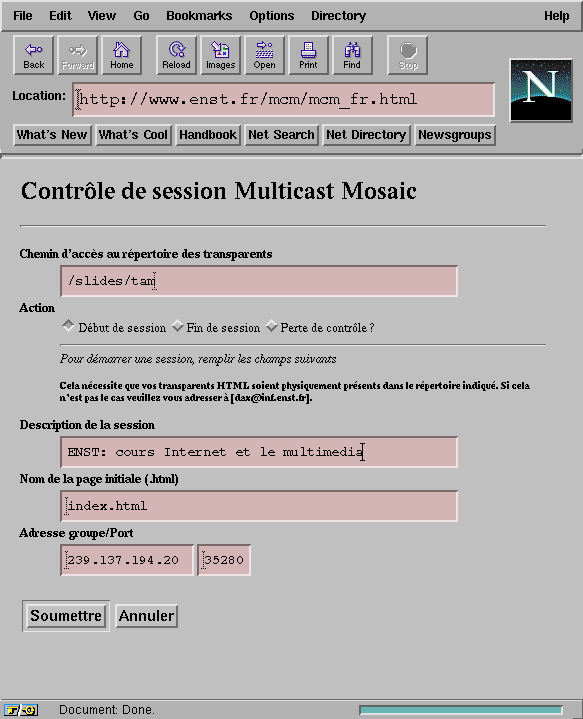 File Edit View Go Bookmarks Options Directory Help
Back Forward Home Reload Images Open Print Find Stop
Location: http://www.enst.fr/mcm/mcm_fr.html
N
What's New What's Cool Handbook Net Search Net Directory Newsgroups
Contrôle de session Multicast Mosaic
Chemin d'accès au répertoire des transparents
/slides/tam
Action
Début de session Fin de session Perte de contrôle ?
Pour démarrer une session, remplir les champs suivants
Cela nécessite que vos transparents HTML soient physiquement présents dans le répertoire indiqué. Si cela
n'est pas le cas veuillez vous adresser à [dax@inf.enst.fr].
Description de la session
ENST: cours Internet et le multimedia
Nom de la page initiale (.html)
index.html
Adresse groupe/Port
239.137.194.20 35280
Soumettre Annuler
Document: Done.